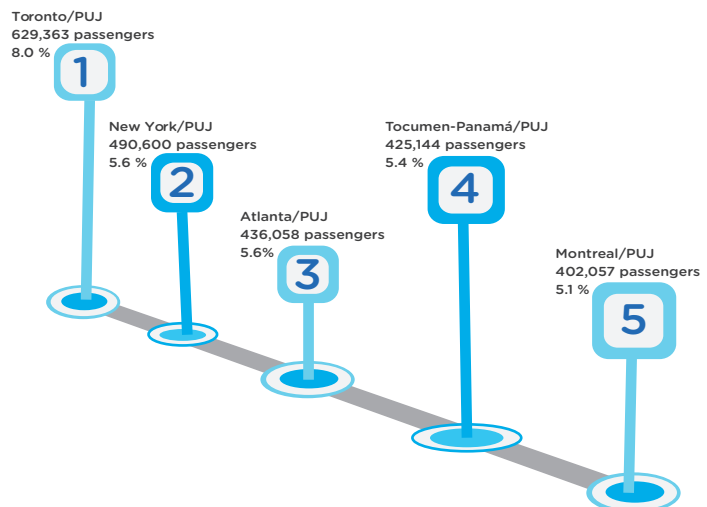 Toronto/PUJ
629,363 passengers
8.0 %
1
New York/PUJ
490,600 passengers
5.6 %
2
Atlanta/PUJ
436,058 passengers
5.6%
3
Tocumen-Panamá/PUJ
425,144 passengers
5.4 %
4
Montreal/PUJ
402,057 passengers
5.1 %
5